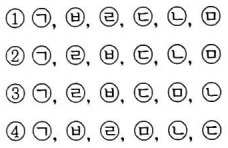 ① ㉠, ㉥, ㉣, ㉢, ㉡, ㉤
② ㉠, ㉣, ㉥, ㉢, ㉡, ㉤
③ ㉠, ㉣, ㉥, ㉢, ㉤, ㉡
④ ㉠, ㉥, ㉣, ㉤, ㉡, ㉢